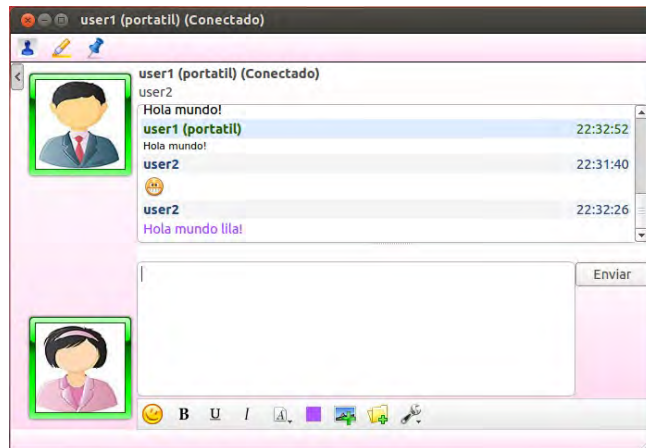 user1 (portatil) (Conectado)
user1 (portatil) (Conectado)
user2
Hola mundo!
user1 (portatil) 22:32:52
Hola mundo!
user2 22:31:40
user2 22:32:26
Hola mundo lila!
Enviar
B U I A